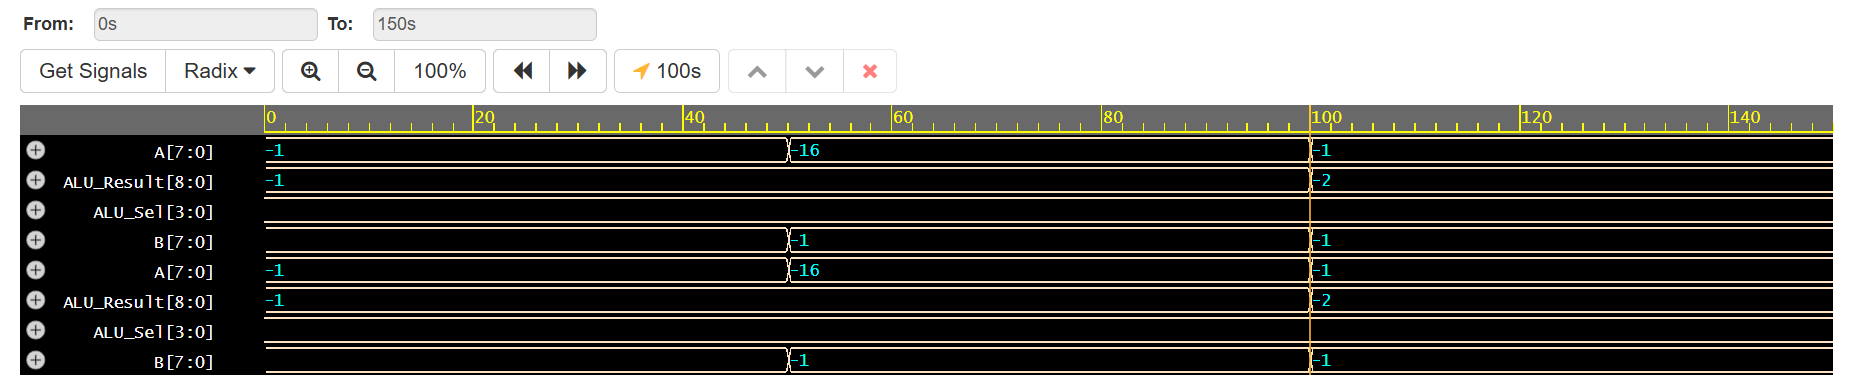 From: 0s To: 150s
Get Signals Radix 100% 100s
0 20 40 60 80 100 120 140
A[7:0] -1 -16 -1
ALU_Result[8:0] -1 -2
ALU_Sel[3:0]
B[7:0] -1 -1
A[7:0] -1 -16 -1
ALU_Result[8:0] -1 -2
ALU_Sel[3:0]
B[7:0] -1 -1